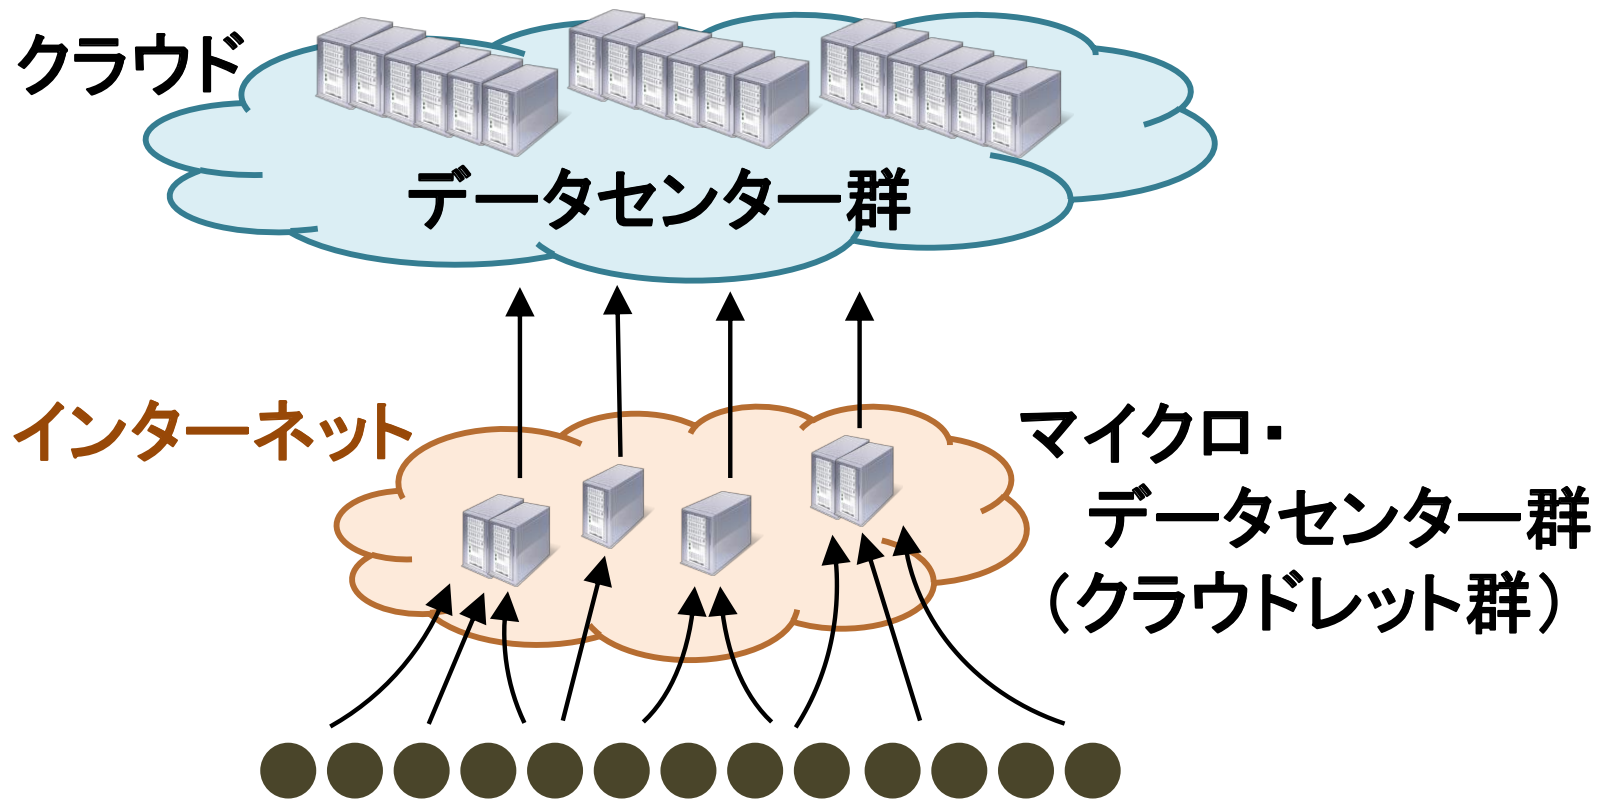 クラウド
データセンター群
インターネット
マイクロ・
データセンター群
（クラウドレット群）